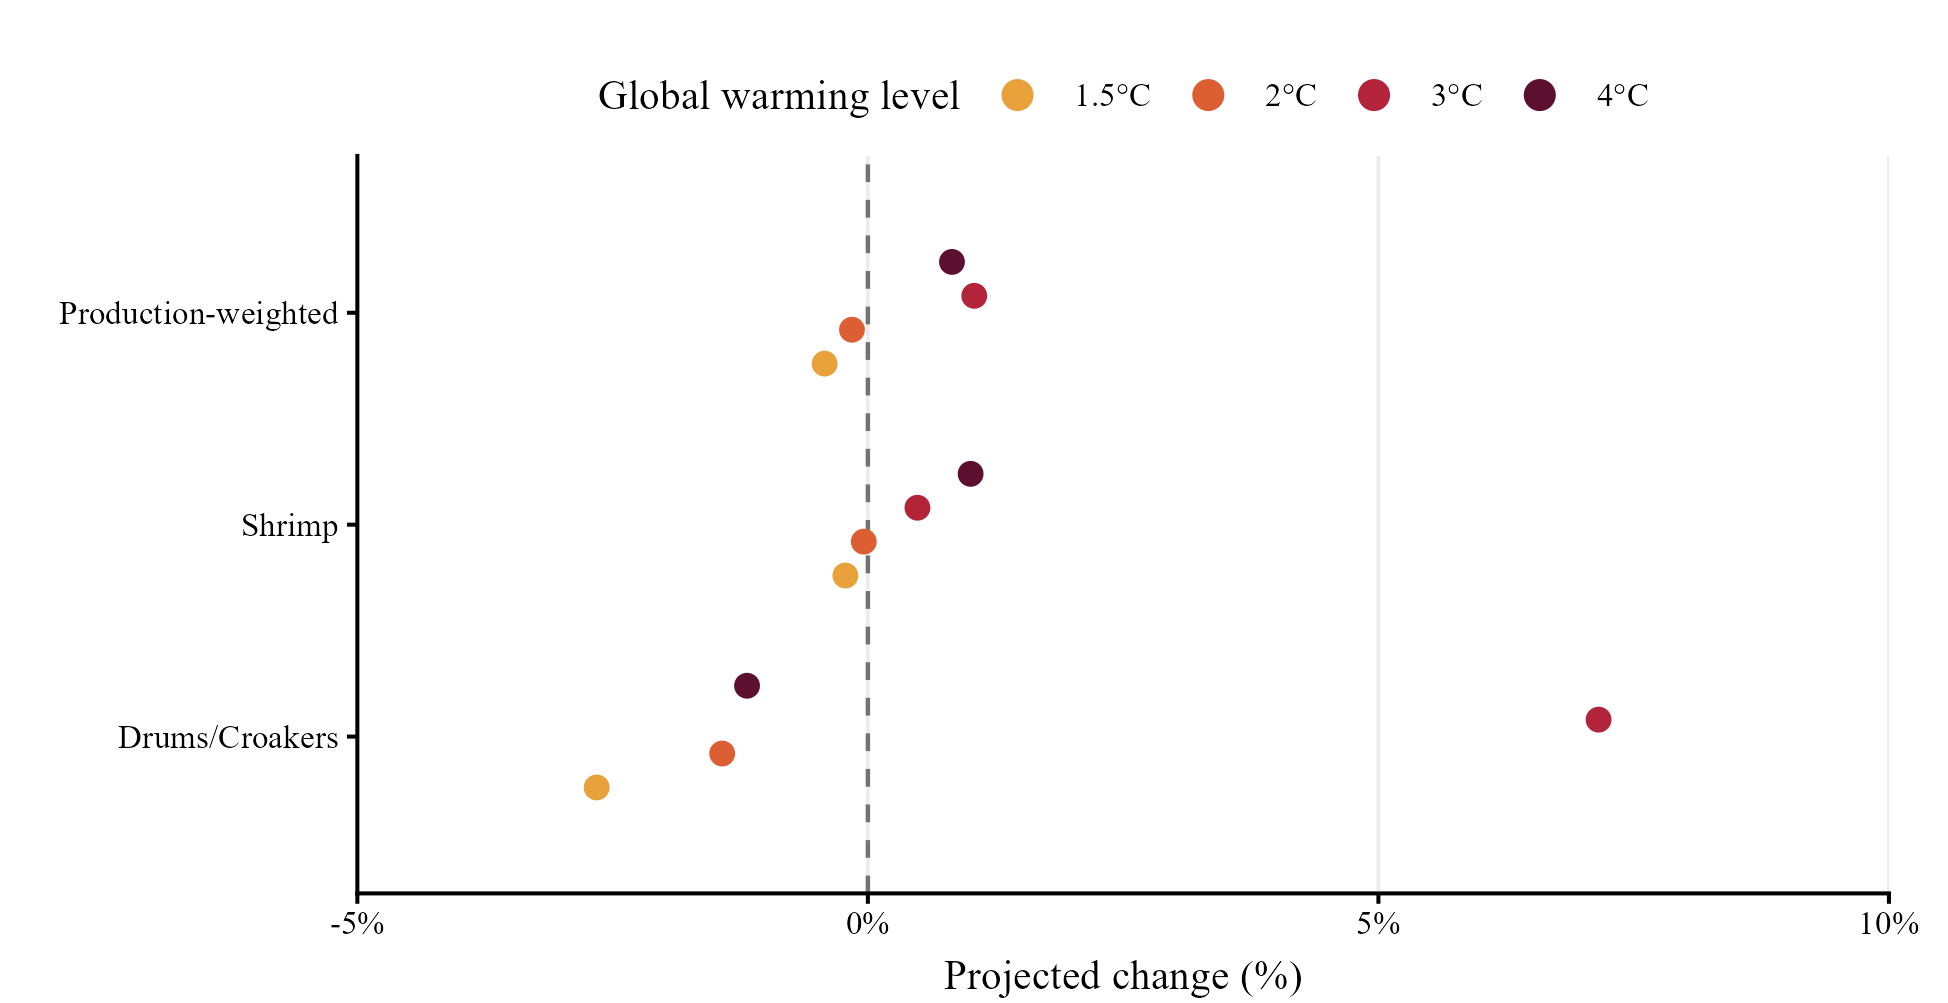 Global warming level 1.5°C 2°C 3°C 4°C
Production-weighted
Shrimp
Drums/Croakers
-5% 0% 5% 10%
Projected change (%)